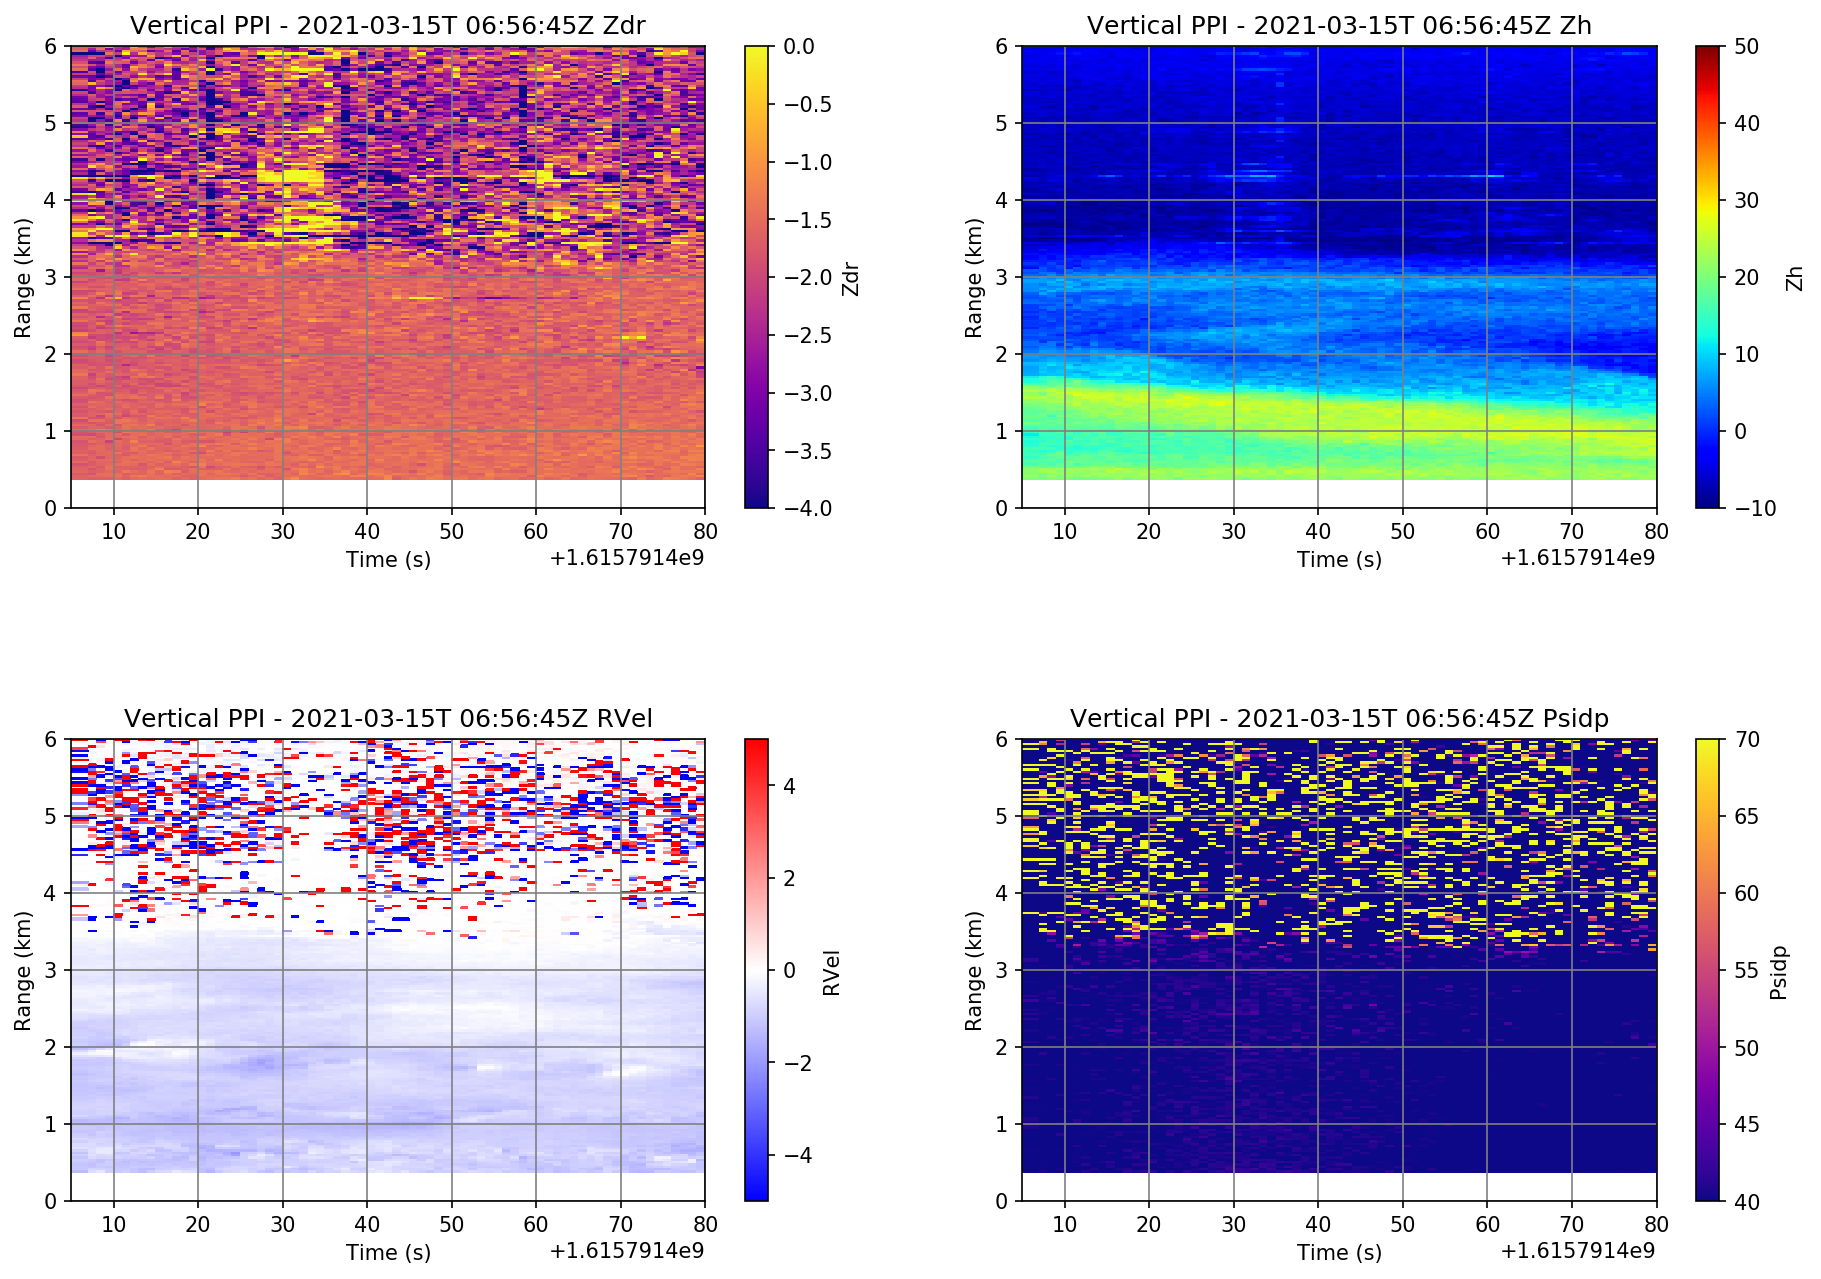 Vertical PPI - 2021-03-15T 06:56:45Z Zdr
6
5
4
3
2
1
0
Range (km)
10 20 30 40 50 60 70 80
Time (s)
+1.6157914e9
0.0
−0.5
−1.0
−1.5
−2.0
−2.5
−3.0
−3.5
−4.0
Zdr
Vertical PPI - 2021-03-15T 06:56:45Z Zh
6
5
4
3
2
1
0
Range (km)
10 20 30 40 50 60 70 80
Time (s)
+1.6157914e9
50
40
30
20
10
0
−10
Zh
Vertical PPI - 2021-03-15T 06:56:45Z RVel
6
5
4
3
2
1
0
Range (km)
10 20 30 40 50 60 70 80
Time (s)
+1.6157914e9
4
2
0
−2
−4
RVel
Vertical PPI - 2021-03-15T 06:56:45Z Psidp
6
5
4
3
2
1
0
Range (km)
10 20 30 40 50 60 70 80
Time (s)
+1.6157914e9
70
65
60
55
50
45
40
Psidp